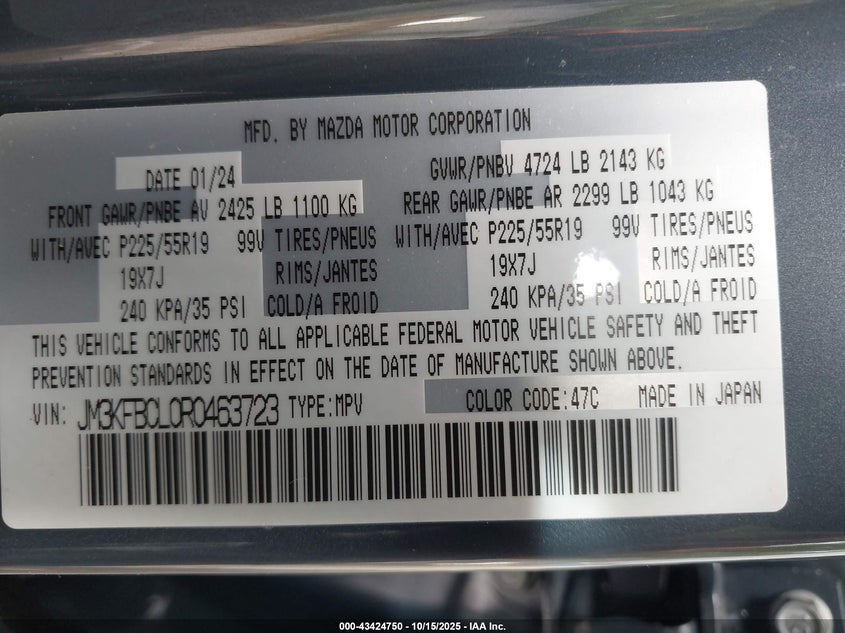 MFD. BY MAZDA MOTOR CORPORATION
DATE 01/24 GVWR/PNBV 4724 LB 2143 KG
FRONT GAWR/PNBE AV 2425 LB 1100 KG REAR GAWR/PNBE AR 2299 LB 1043 KG
WITH/AVEC P225/55R19 99V TIRES/PNEUS WITH/AVEC P225/55R19 99V TIRES/PNEUS
19X7J RIMS/JANTES 19X7J RIMS/JANTES
240 KPA/35 PSI COLD/A FROID 240 KPA/35 PSI COLD/A FROID
THIS VEHICLE CONFORMS TO ALL APPLICABLE FEDERAL MOTOR VEHICLE SAFETY AND THEFT
PREVENTION STANDARDS IN EFFECT ON THE DATE OF MANUFACTURE SHOWN ABOVE.
VIN: JM3KFBCL0R0463723 TYPE:MPV COLOR CODE:47C MADE IN JAPAN
000-43424750 - 10/15/2025 - IAA Inc.